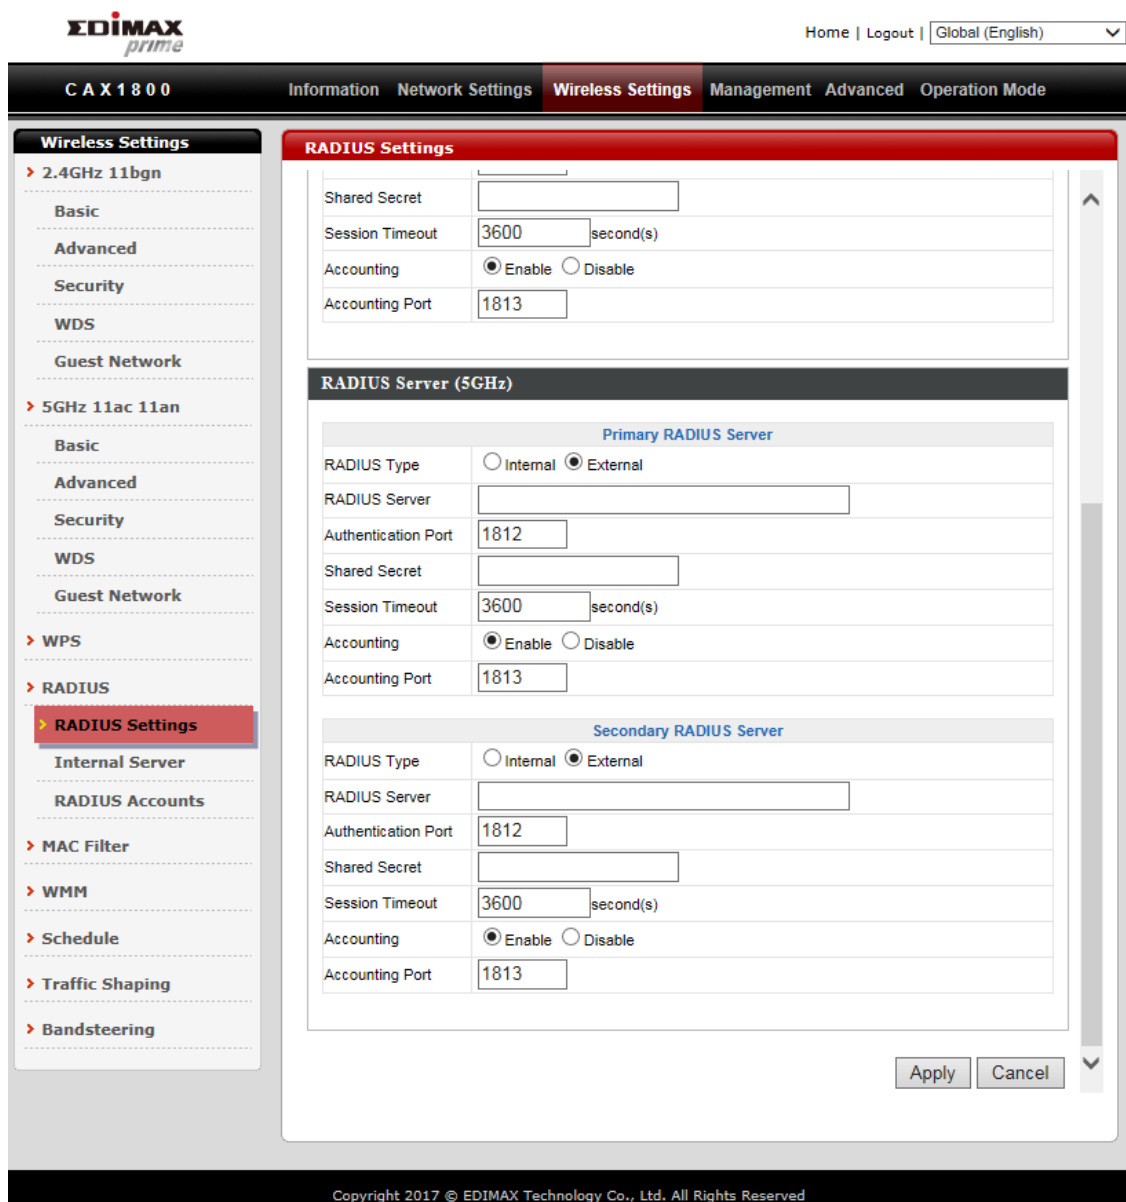 EDIMAX
prime
Home | Logout | Global (English)
CAX1800
Information Network Settings Wireless Settings Management Advanced Operation Mode
Wireless Settings
2.4GHz 11bgn
Basic
Advanced
Security
WDS
Guest Network
5GHz 11ac 11an
Basic
Advanced
Security
WDS
Guest Network
WPS
RADIUS
RADIUS Settings
Internal Server
RADIUS Accounts
MAC Filter
WMM
Schedule
Traffic Shaping
Bandsteering
RADIUS Settings
Shared Secret
Session Timeout 3600 second(s)
Accounting Enable Disable
Accounting Port 1813
RADIUS Server (5GHz)
Primary RADIUS Server
RADIUS Type Internal External
RADIUS Server
Authentication Port 1812
Shared Secret
Session Timeout 3600 second(s)
Accounting Enable Disable
Accounting Port 1813
Secondary RADIUS Server
RADIUS Type Internal External
RADIUS Server
Authentication Port 1812
Shared Secret
Session Timeout 3600 second(s)
Accounting Enable Disable
Accounting Port 1813
Apply Cancel
Copyright 2017 © EDIMAX Technology Co., Ltd. All Rights Reserved